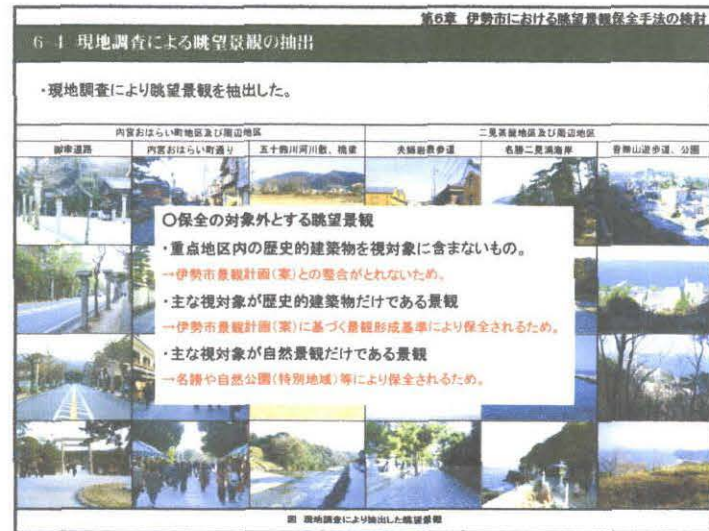 第6章 伊勢市における眺望景観保全手法の検討
6-4 現地調査による眺望景観の抽出
・現地調査により眺望景観を抽出した。
内宮おはらい町地区及び周辺地区 二見茶屋地区及び周辺地区
御幸道路 内宮おはらい町通り 五十鈴川河川敷、橋梁 夫婦岩表参道 名勝二見浦海岸 音無山遊歩道、公園
○保全の対象外とする眺望景観
・重点地区内の歴史的建築物を視対象に含まないもの。
→伊勢市景観計画(案)との整合がとれないため。
・主な視対象が歴史的建築物だけである景観
→伊勢市景観計画(案)に基づく景観形成基準により保全されるため。
・主な視対象が自然景観だけである景観
→名勝や自然公園(特別地域)等により保全されるため。
図 現地調査により抽出した眺望景観